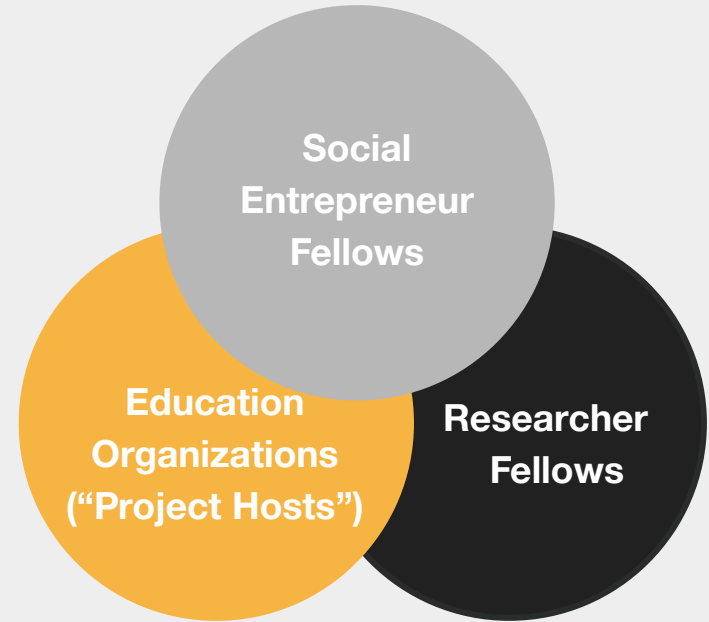 Social
Entrepreneur
Fellows
Education
Organizations
(“Project Hosts”)
Researcher
Fellows